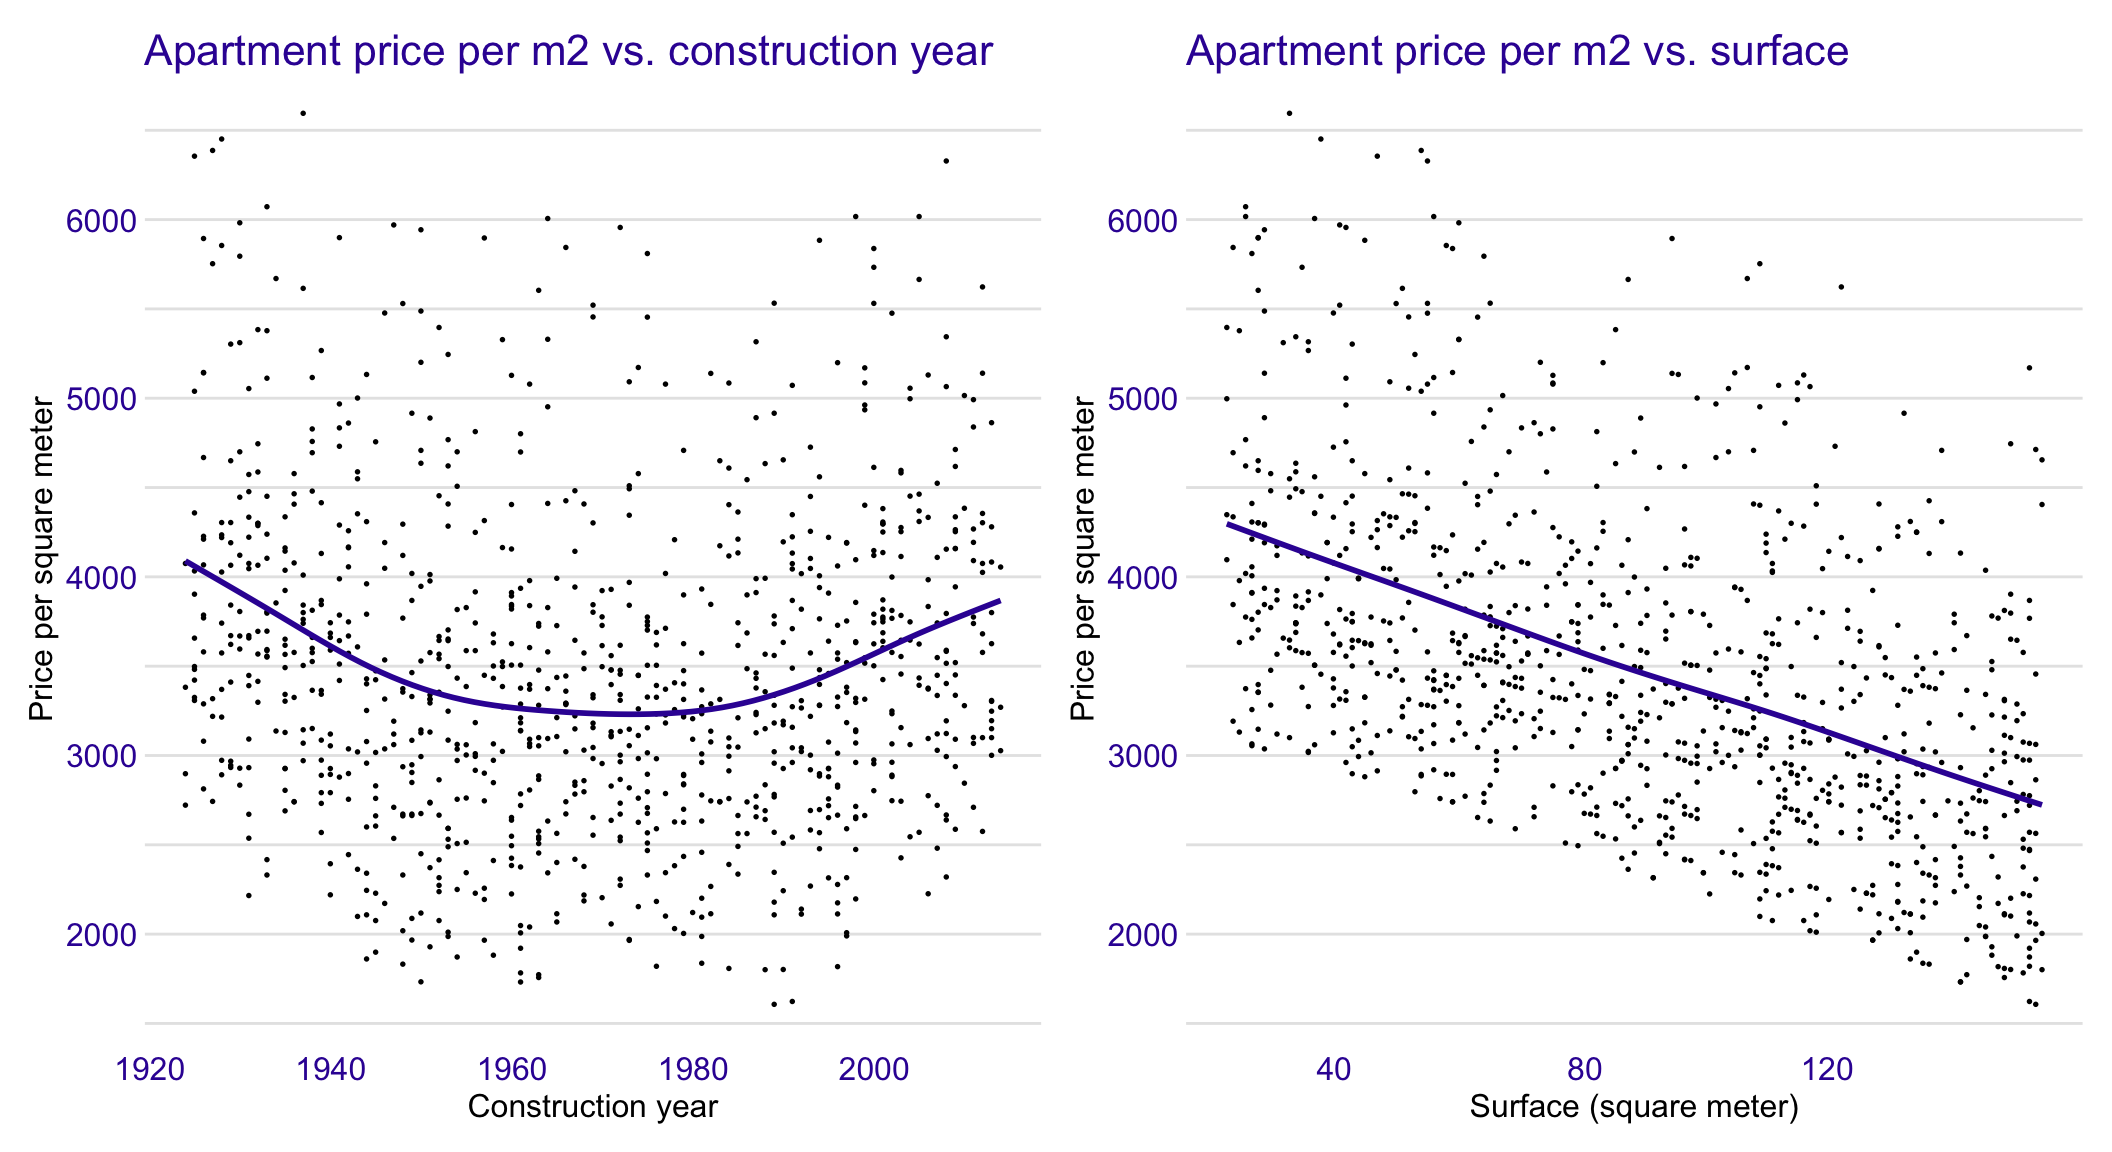 Apartment price per m2 vs. construction year
Price per square meter
6000
5000
4000
3000
2000
1920 1940 1960 1980 2000
Construction year
Apartment price per m2 vs. surface
Price per square meter
6000
5000
4000
3000
2000
40 80 120
Surface (square meter)